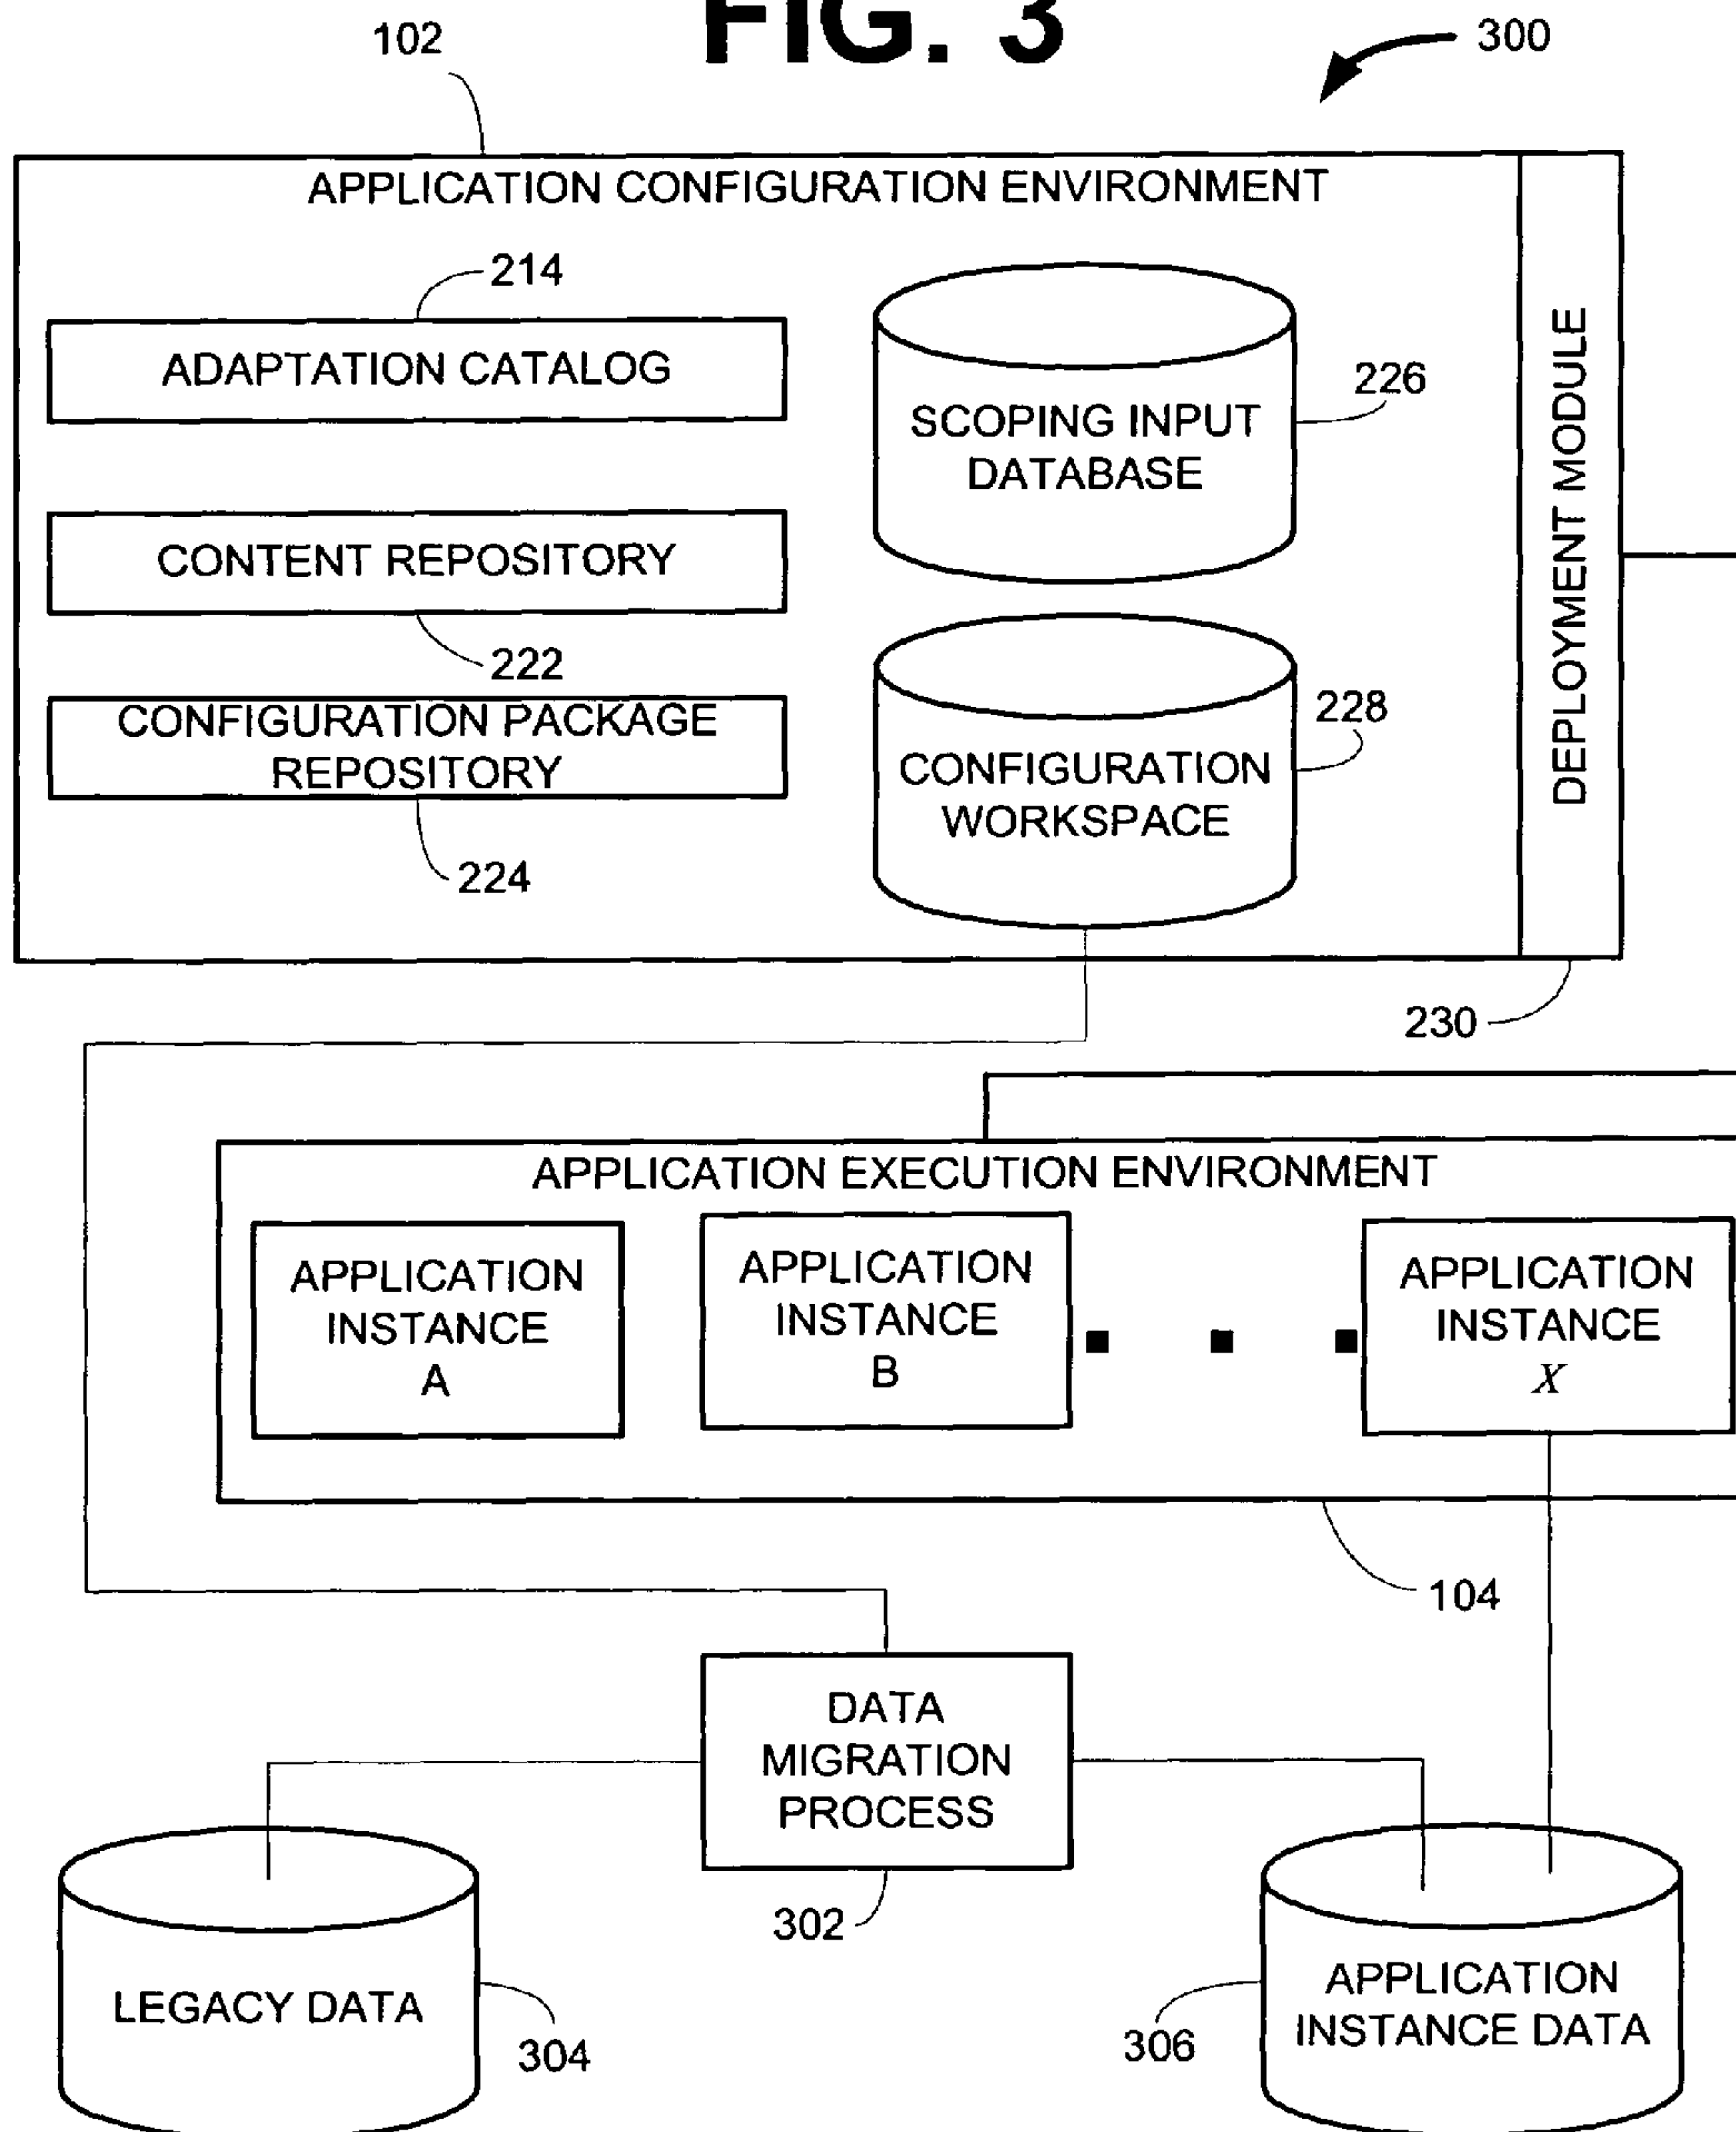 FIG. 3
102
300
APPLICATION CONFIGURATION ENVIRONMENT
214
ADAPTATION CATALOG
SCOPING INPUT
DATABASE
226
CONTENT REPOSITORY
222
CONFIGURATION PACKAGE
REPOSITORY
224
CONFIGURATION
WORKSPACE
228
DEPLOYMENT MODULE
230
APPLICATION EXECUTION ENVIRONMENT
APPLICATION
INSTANCE
A
APPLICATION
INSTANCE
B
APPLICATION
INSTANCE
X
104
DATA
MIGRATION
PROCESS
302
LEGACY DATA
304
306
APPLICATION
INSTANCE DATA